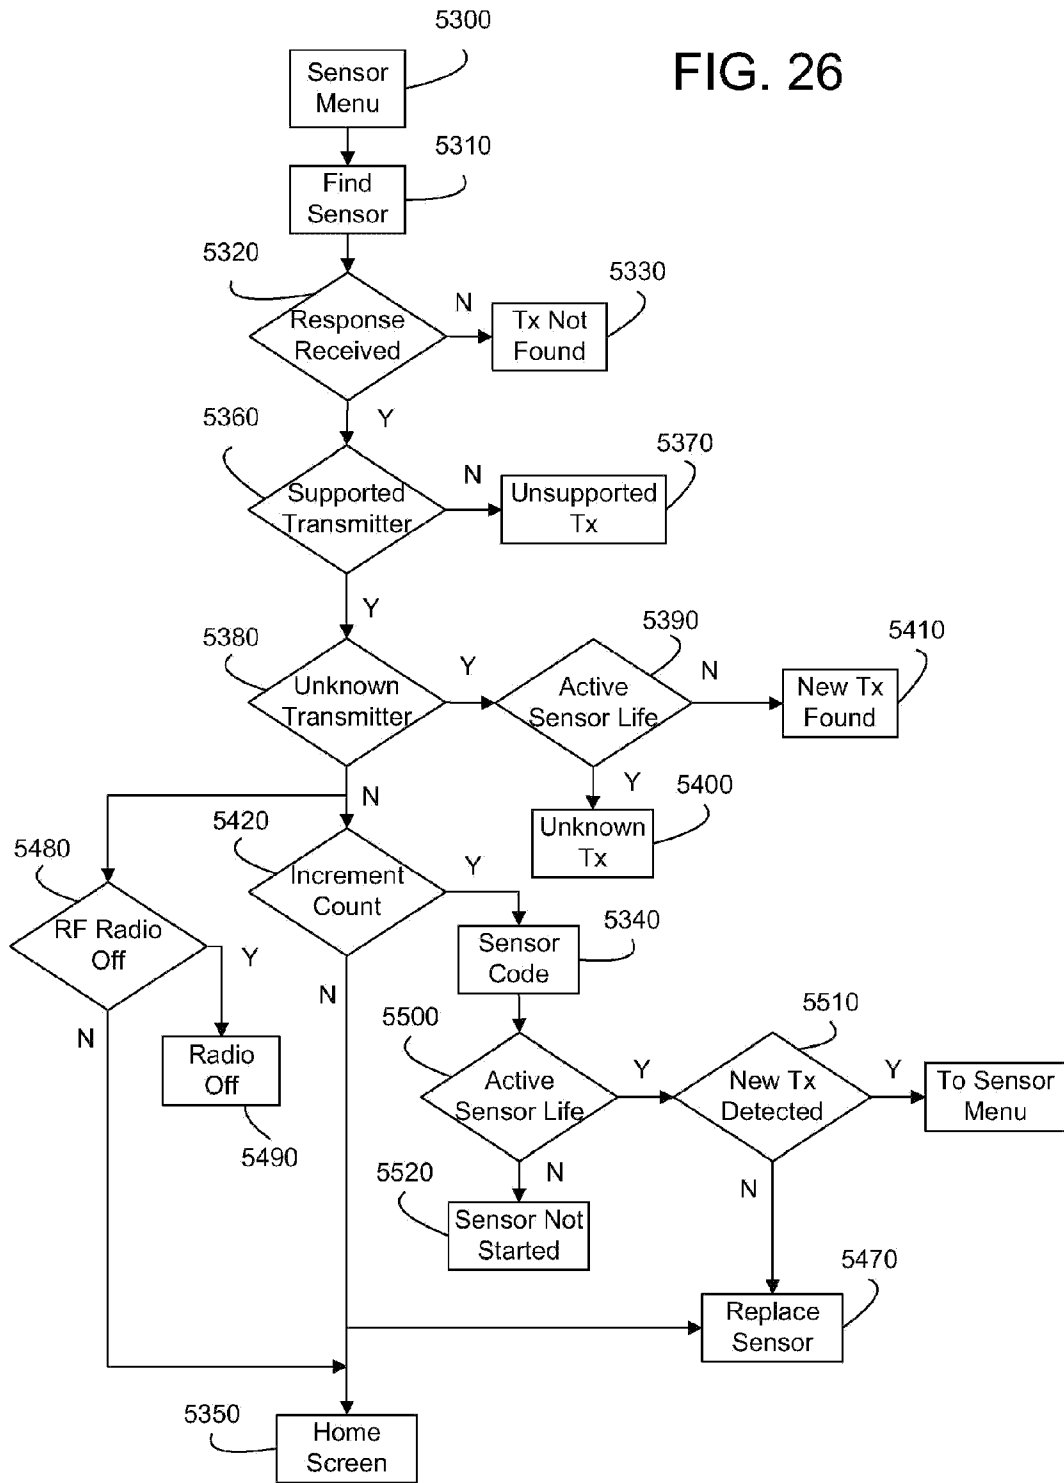 5300
FIG. 26
Sensor
Menu
5310
Find
Sensor
5320
5330
Response
Received
N
Tx Not
Found
Y
5360
5370
Supported
Transmitter
N
Unsupported
Tx
Y
5380
5390
5410
Unknown
Transmitter
Y
Active
Sensor Life
N
New Tx
Found
N
Y
5400
5420
Unknown
Tx
5480
Increment
Count
Y
RF Radio
Off
Y
5340
Sensor
Code
N
N
5500
5510
Radio
Off
5490
Active
Sensor Life
Y
New Tx
Detected
Y
To Sensor
Menu
N
N
5520
Sensor Not
Started
5470
Replace
Sensor
5350
Home
Screen